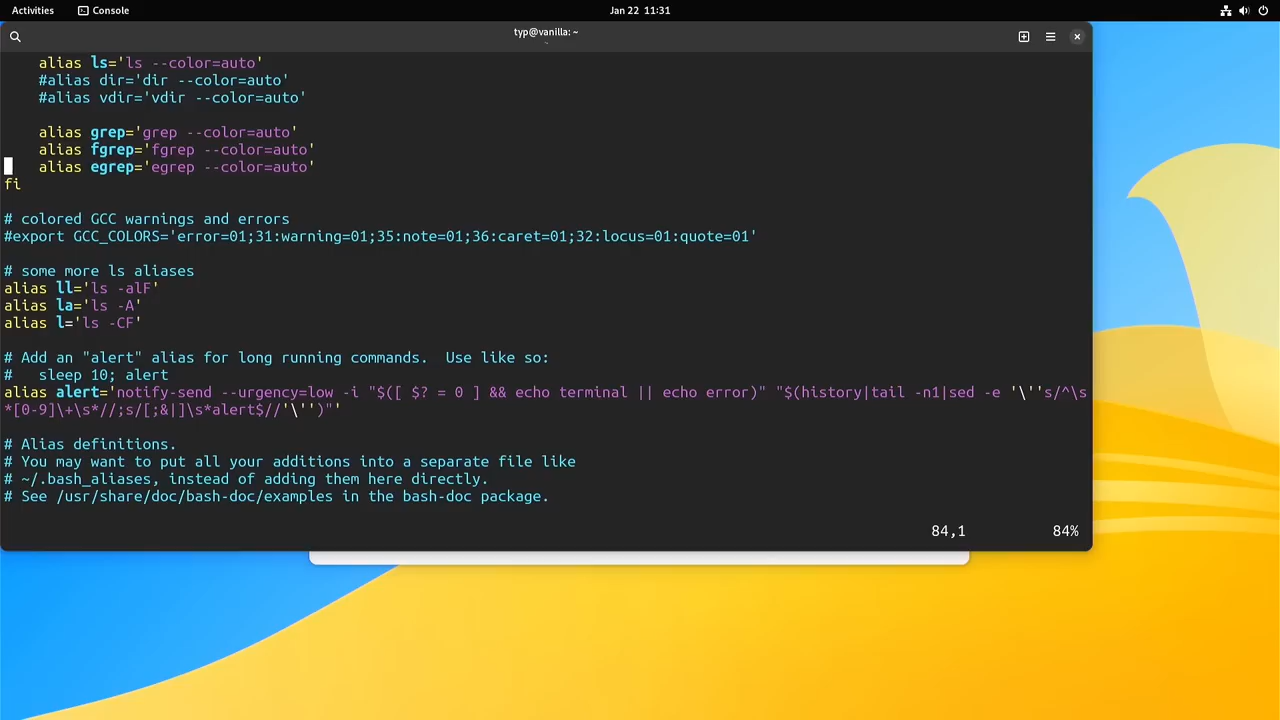 Activities Console Jan 22 11:31
typ@vanilla: ~
~
alias ls='ls --color=auto'
#alias dir='dir --color=auto'
#alias vdir='vdir --color=auto'
alias grep='grep --color=auto'
alias fgrep='fgrep --color=auto'
alias egrep='egrep --color=auto'
fi
# colored GCC warnings and errors
#export GCC_COLORS='error=01;31:warning=01;35:note=01;36:caret=01;32:locus=01:quote=01'
# some more ls aliases
alias ll='ls -alF'
alias la='ls -A'
alias l='ls -CF'
# Add an "alert" alias for long running commands.  Use like so:
#   sleep 10; alert
alias alert='notify-send --urgency=low -i "$([ $? = 0 ] && echo terminal || echo error)" "$(history|tail -n1|sed -e '\''s/^\s
*[0-9]\+\s*//;s/[;&|]\s*alert$//'\'')"'
# Alias definitions.
# You may want to put all your additions into a separate file like
# ~/.bash_aliases, instead of adding them here directly.
# See /usr/share/doc/bash-doc/examples in the bash-doc package.
84,1 84%